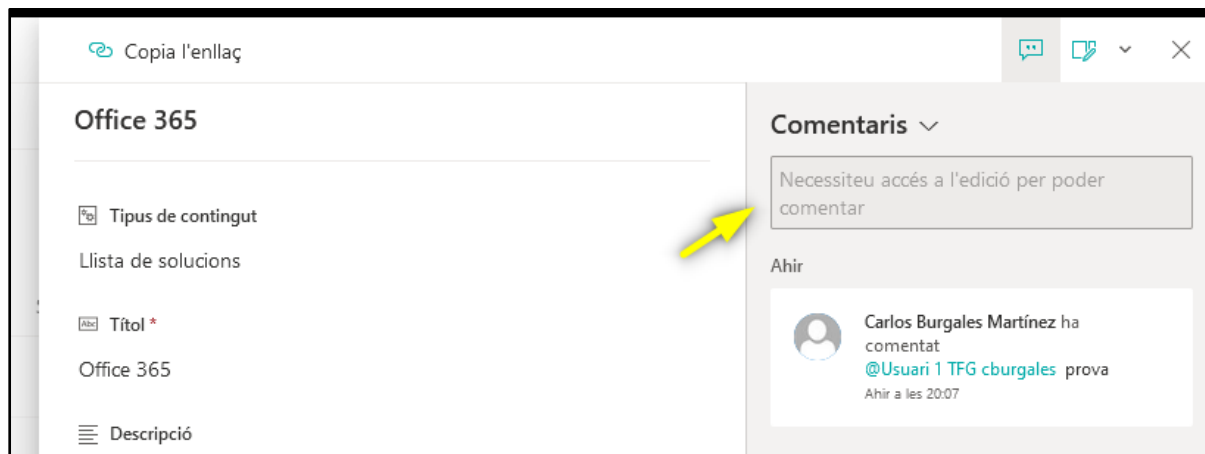 Copia l'enllaç
Office 365
Tipus de contingut
Llista de solucions
Abc Títol *
Office 365
Descripció
Comentaris
Necessiteu accés a l'edició per poder
comentar
Ahir
Carlos Burgales Martínez ha
comentat
@Usuari 1 TFG cburgales prova
Ahir a les 20:07